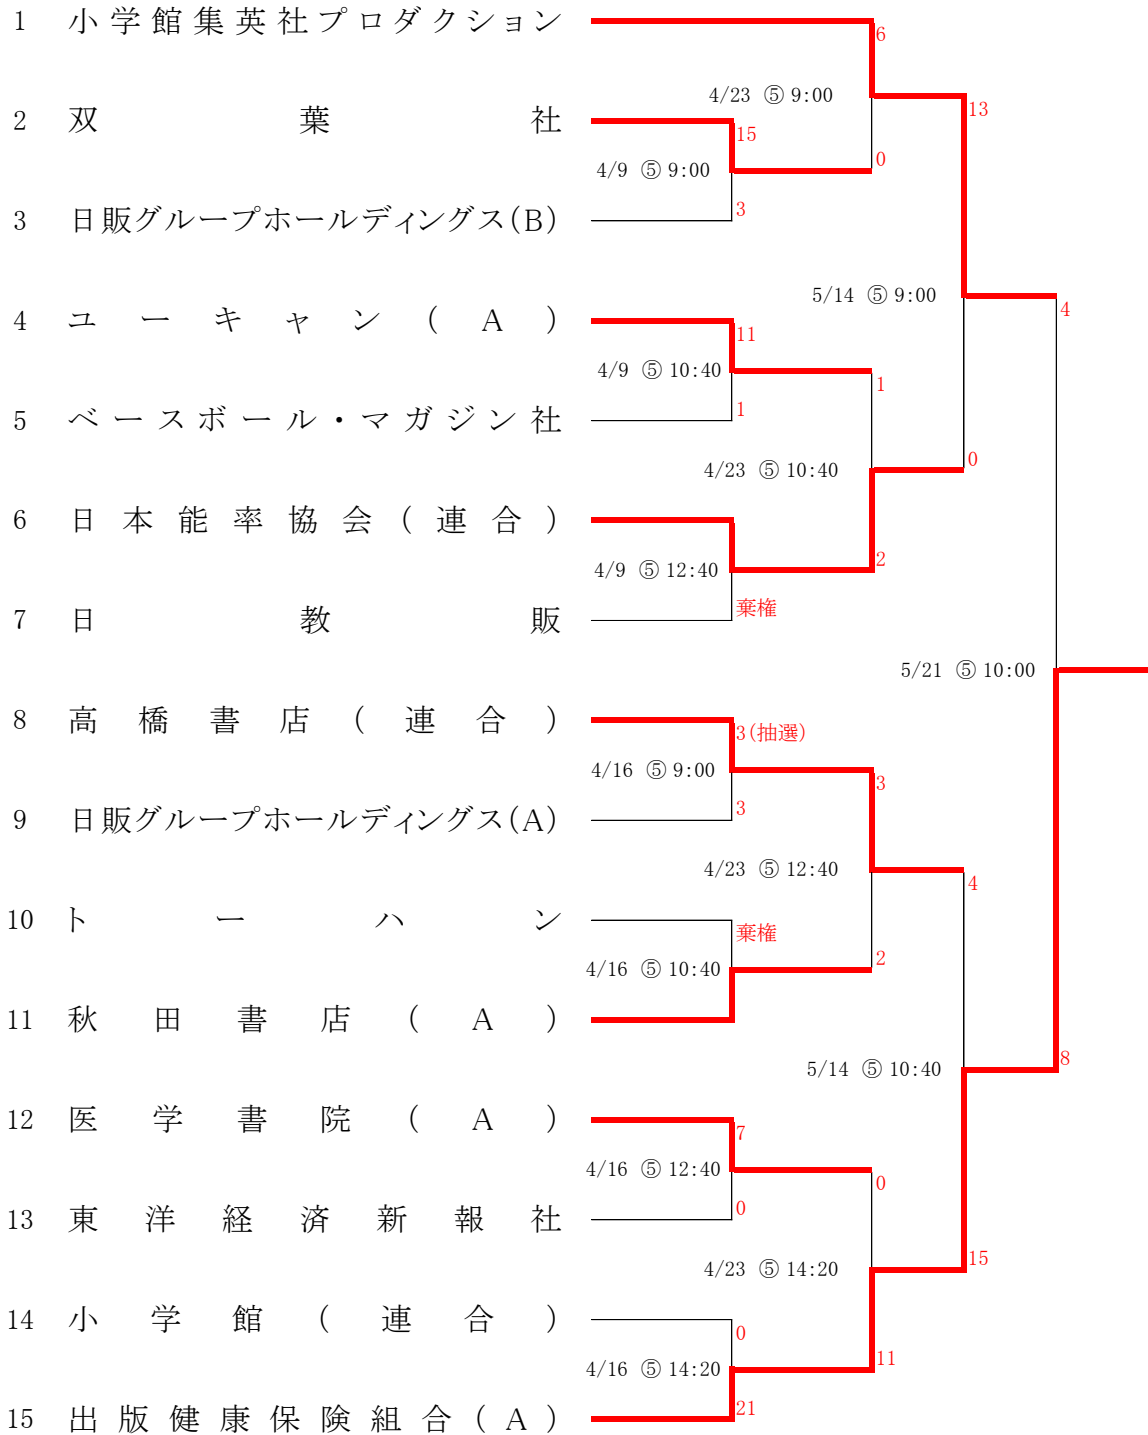 1 小学館集英社プロダクション
6
4/23 ⑤ 9:00
13
2 双葉社
15
0
4/9 ⑤ 9:00
3
3 日販グループホールディングス(B)
5/14 ⑤ 9:00
4
4 ユーキャン(A)
11
4/9 ⑤ 10:40
1
1
5 ベースボール・マガジン社
0
4/23 ⑤ 10:40
6 日本能率協会(連合)
2
4/9 ⑤ 12:40
棄権
7 日教販
5/21 ⑤ 10:00
8 高橋書店(連合)
3(抽選)
4/16 ⑤ 9:00
3
3
9 日販グループホールディングス(A)
4/23 ⑤ 12:40
4
10 トーハン
棄権
2
4/16 ⑤ 10:40
11 秋田書店(A)
8
5/14 ⑤ 10:40
12 医学書院(A)
7
4/16 ⑤ 12:40
0
0
13 東洋経済新報社
15
4/23 ⑤ 14:20
14 小学館(連合)
0
11
4/16 ⑤ 14:20
21
15 出版健康保険組合(A)